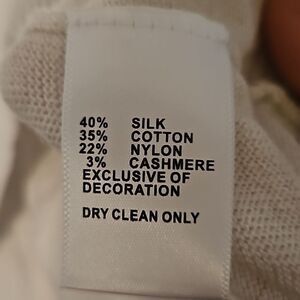 40% SILK
35% COTTON
22% NYLON
3% CASHMERE
EXCLUSIVE OF
DECORATION
DRY CLEAN ONLY